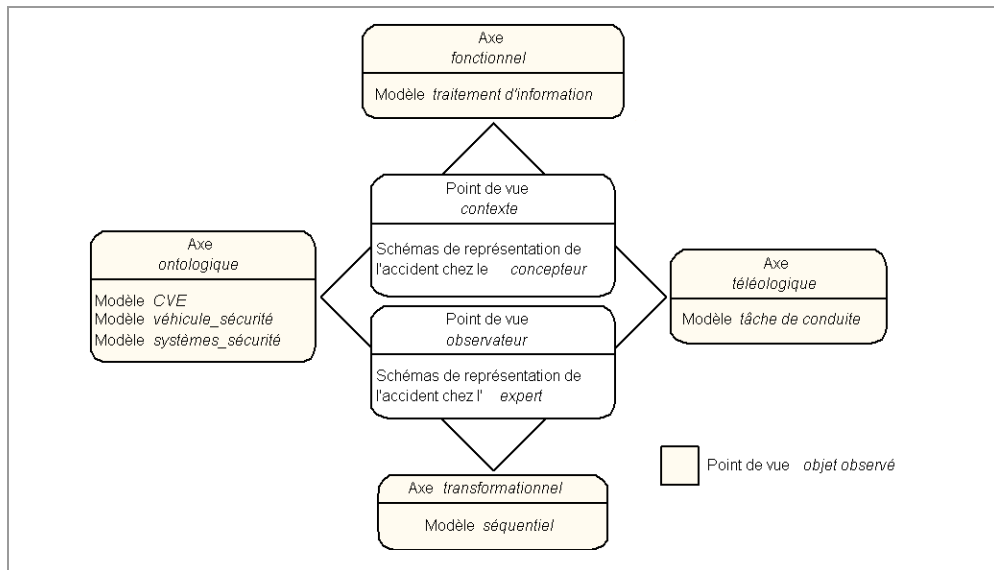 Axe
fonctionnel
Modèle traitement d'information
Point de vue
contexte
Schémas de représentation de
l'accident chez le concepteur
Axe
ontologique
Modèle CVE
Modèle véhicule_sécurité
Modèle systèmes_sécurité
Axe
téléologique
Modèle tâche de conduite
Point de vue
observateur
Schémas de représentation de
l'accident chez l' expert
Point de vue objet observé
Axe transformationnel
Modèle séquentiel